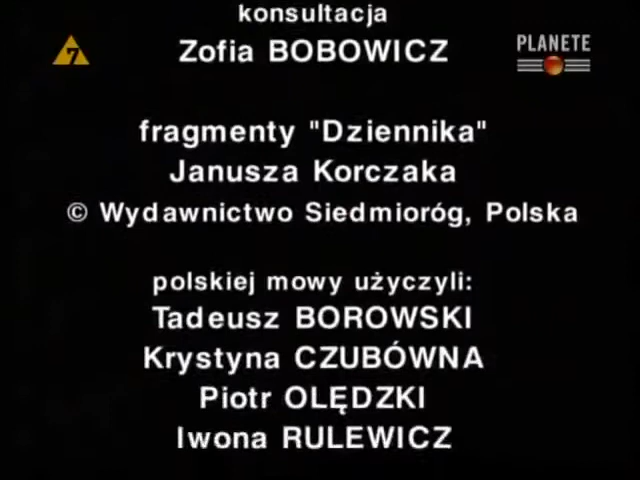 konsultacja
Zofia BOBOWICZ
7
PLANETE
fragmenty "Dziennika"
Janusza Korczaka
© Wydawnictwo Siedmioróg, Polska
polskiej mowy użyczyli:
Tadeusz BOROWSKI
Krystyna CZUBÓWNA
Piotr OLĘDZKI
Iwona RULEWICZ